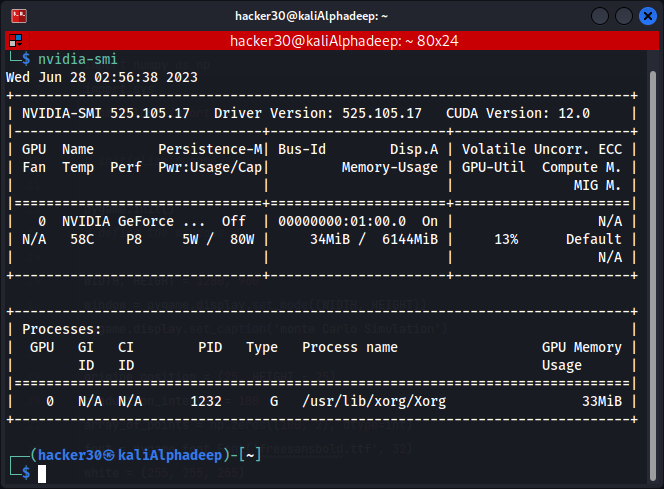 hacker30@kaliAlphadeep: ~
hacker30@kaliAlphadeep: ~ 80x24
└─$ nvidia-smi
Wed Jun 28 02:56:38 2023
+-----------------------------------------------------------------------------+
| NVIDIA-SMI 525.105.17   Driver Version: 525.105.17   CUDA Version: 12.0     |
|-------------------------------+----------------------+----------------------+
| GPU  Name        Persistence-M| Bus-Id        Disp.A | Volatile Uncorr. ECC |
| Fan  Temp  Perf  Pwr:Usage/Cap|         Memory-Usage | GPU-Util  Compute M. |
|                               |                      |               MIG M. |
|===============================+======================+======================|
|   0  NVIDIA GeForce ...  Off  | 00000000:01:00.0  On |                  N/A |
| N/A   58C    P8     5W /  80W |     34MiB /  6144MiB |     13%      Default |
|                               |                      |                  N/A |
+-------------------------------+----------------------+----------------------+

+-----------------------------------------------------------------------------+
| Processes:                                                                  |
|  GPU   GI   CI        PID   Type   Process name                  GPU Memory |
|        ID   ID                                                   Usage      |
|=============================================================================|
|    0   N/A  N/A      1232      G   /usr/lib/xorg/Xorg                 33MiB |
+-----------------------------------------------------------------------------+

┌──(hacker30㉿kaliAlphadeep)-[~]
└─$